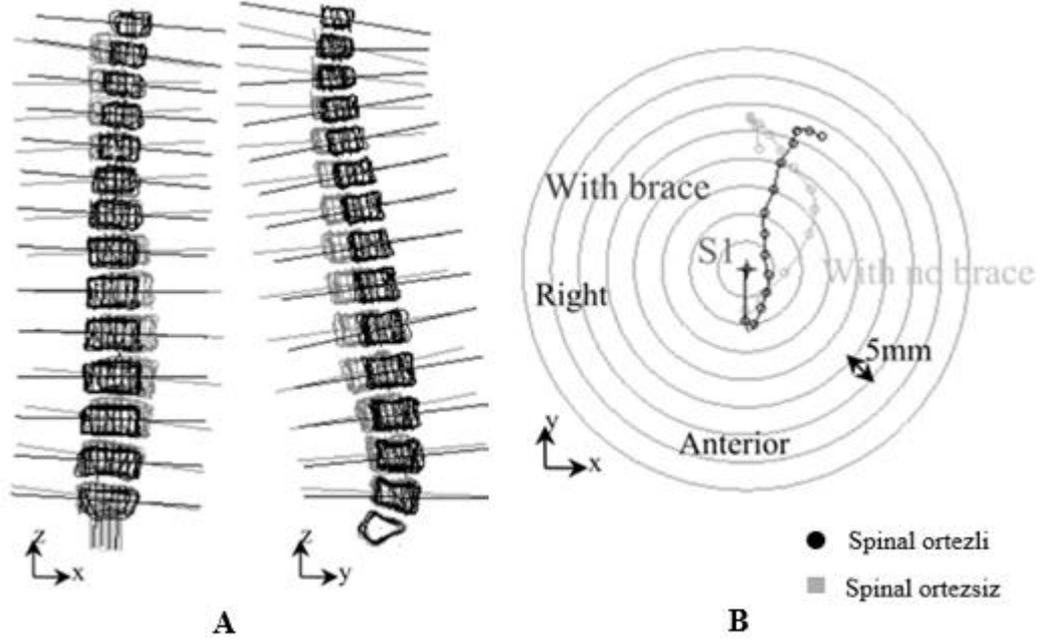 With brace
S1
With no brace
Right
5mm
Anterior
y
x
z
x
z
y
Spinal ortezli
Spinal ortezsiz
A
B